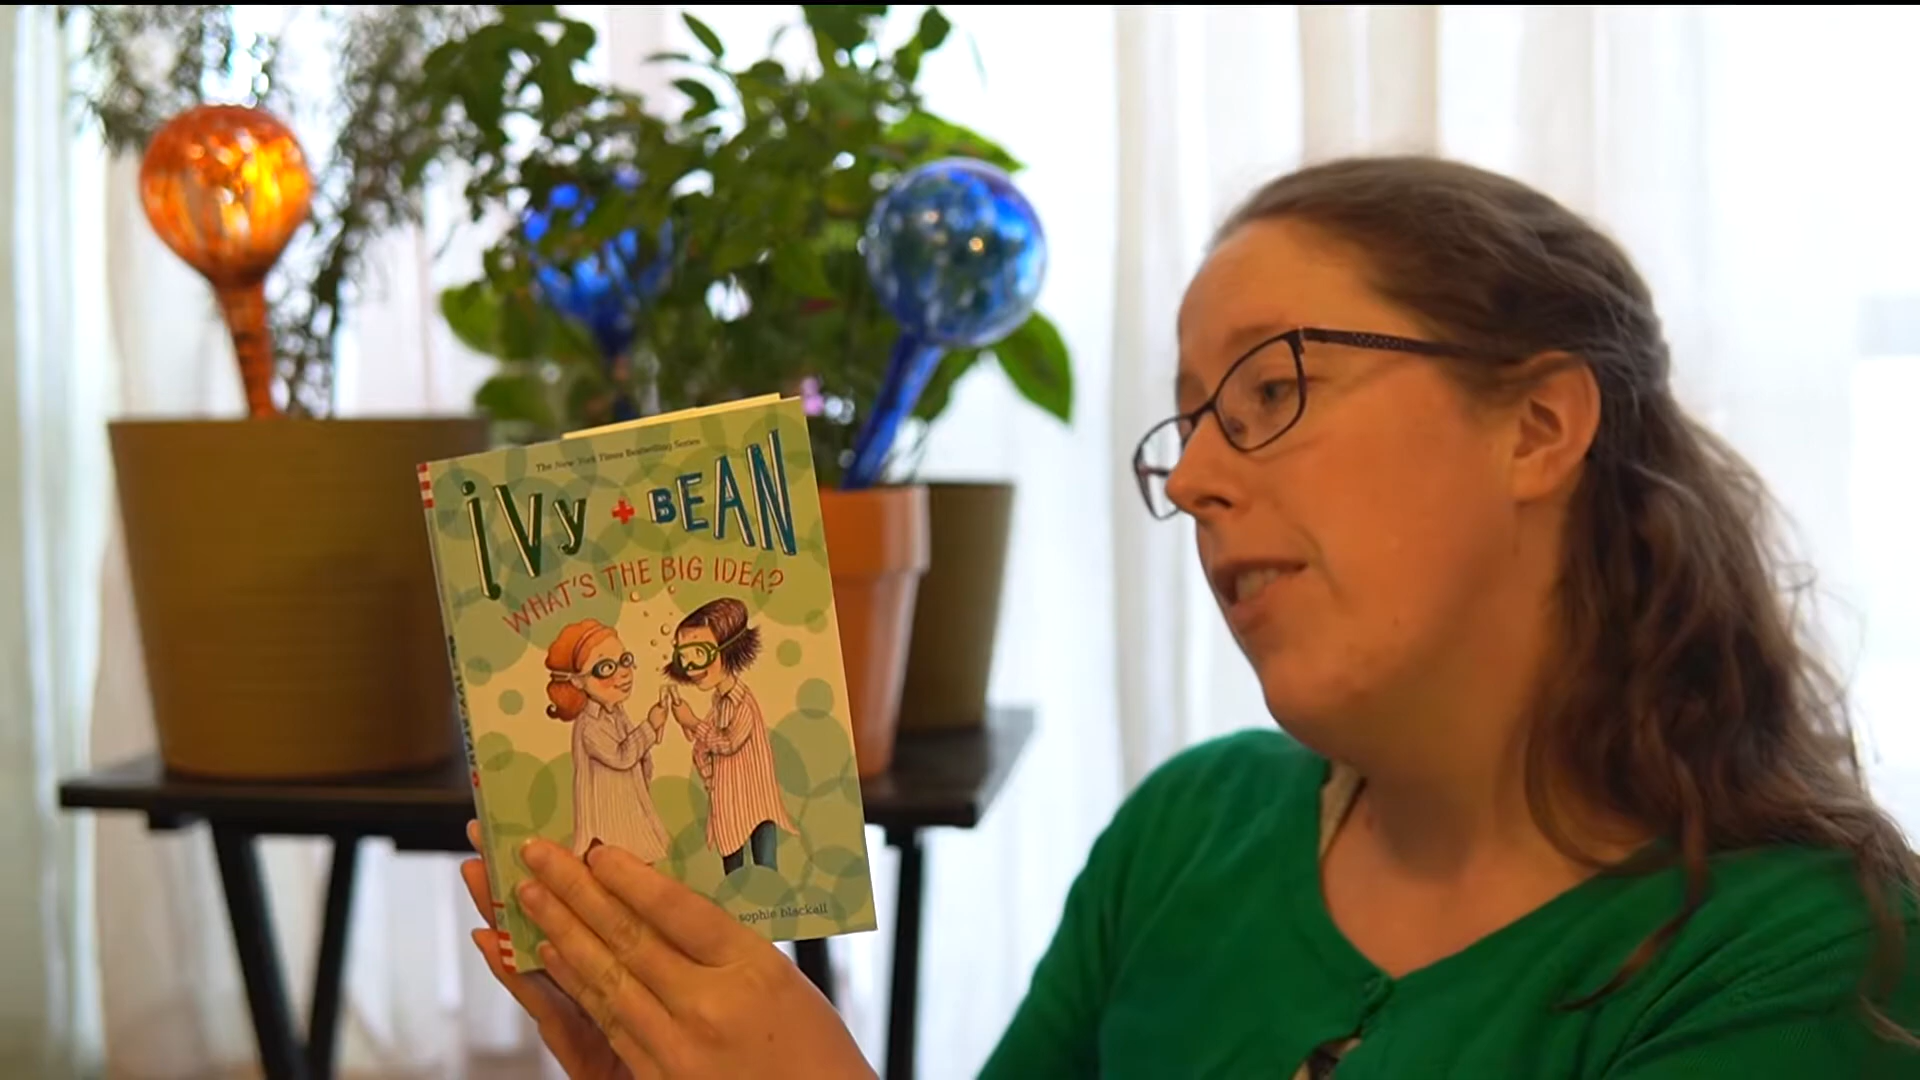 The New York Times Bestselling Series
ivy + BEAN
WHAT'S THE BIG IDEA?
sophie blackall